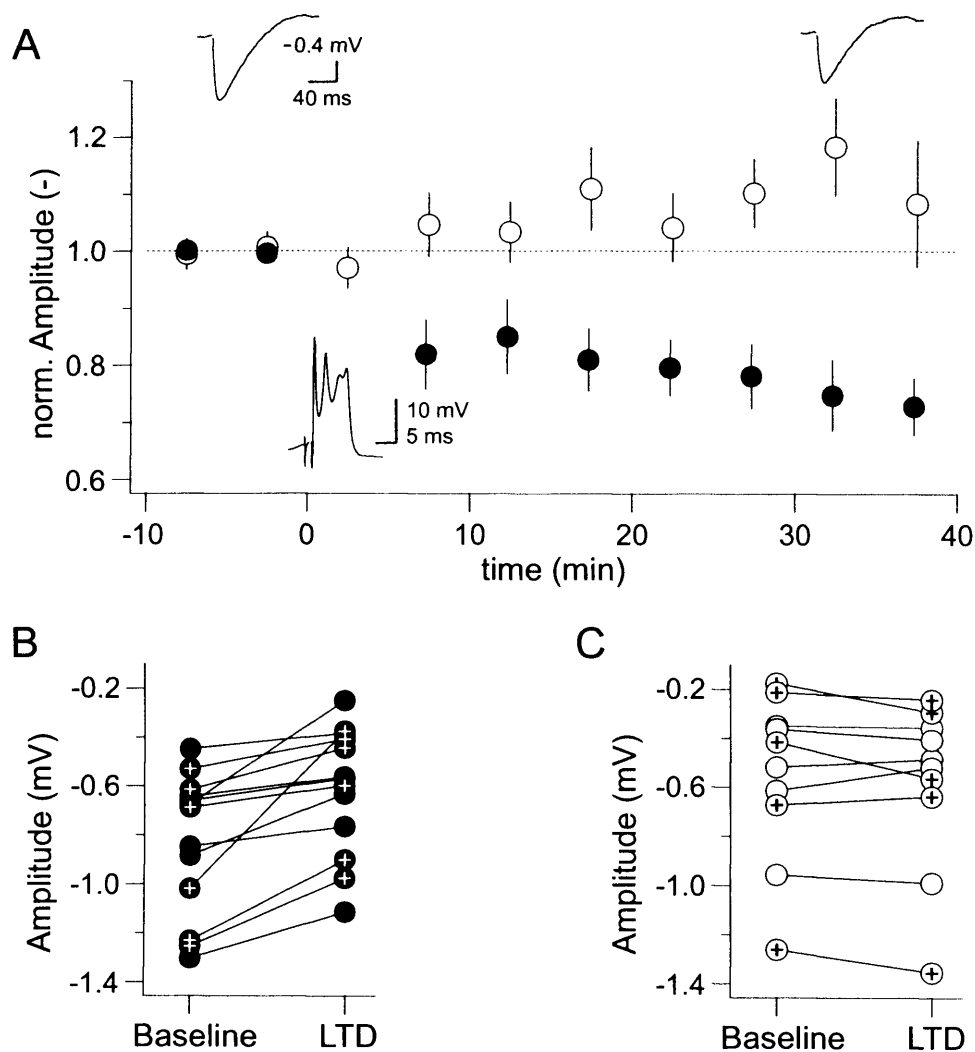 A
-0.4 mV
40 ms
norm. Amplitude (-)
1.2
1.0
0.8
0.6
10 mV
5 ms
-10
0
10
20
30
40
time (min)
B
Amplitude (mV)
-0.2
-0.6
-1.0
-1.4
Baseline
LTD
C
Amplitude (mV)
-0.2
-0.6
-1.0
-1.4
Baseline
LTD